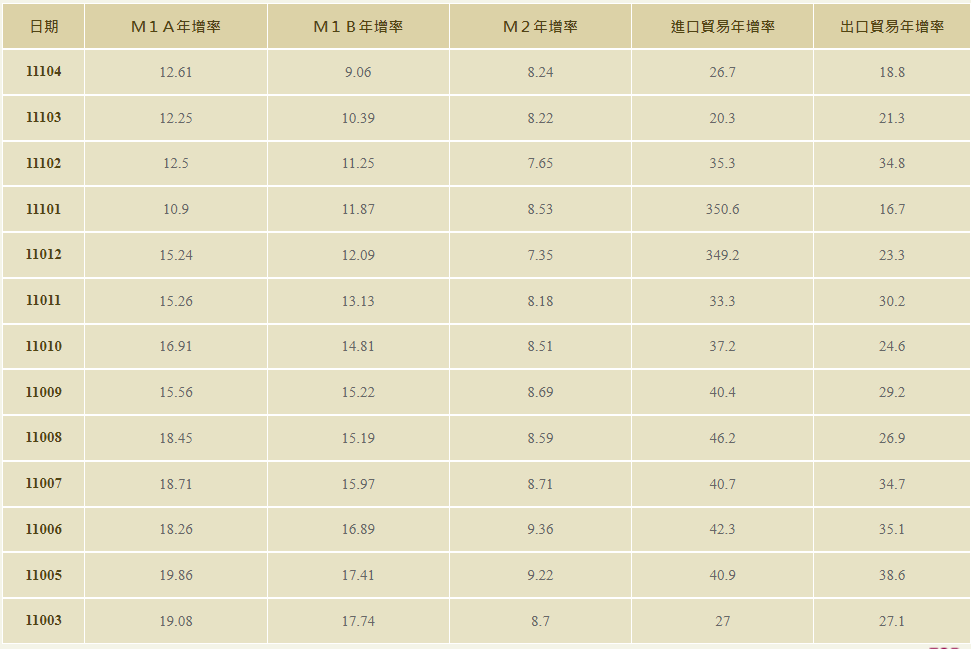 日期 Ｍ１Ａ年增率 Ｍ１Ｂ年增率 Ｍ２年增率 進口貿易年增率 出口貿易年增率
11104 12.61 9.06 8.24 26.7 18.8
11103 12.25 10.39 8.22 20.3 21.3
11102 12.5 11.25 7.65 35.3 34.8
11101 10.9 11.87 8.53 350.6 16.7
11012 15.24 12.09 7.35 349.2 23.3
11011 15.26 13.13 8.18 33.3 30.2
11010 16.91 14.81 8.51 37.2 24.6
11009 15.56 15.22 8.69 40.4 29.2
11008 18.45 15.19 8.59 46.2 26.9
11007 18.71 15.97 8.71 40.7 34.7
11006 18.26 16.89 9.36 42.3 35.1
11005 19.86 17.41 9.22 40.9 38.6
11003 19.08 17.74 8.7 27 27.1